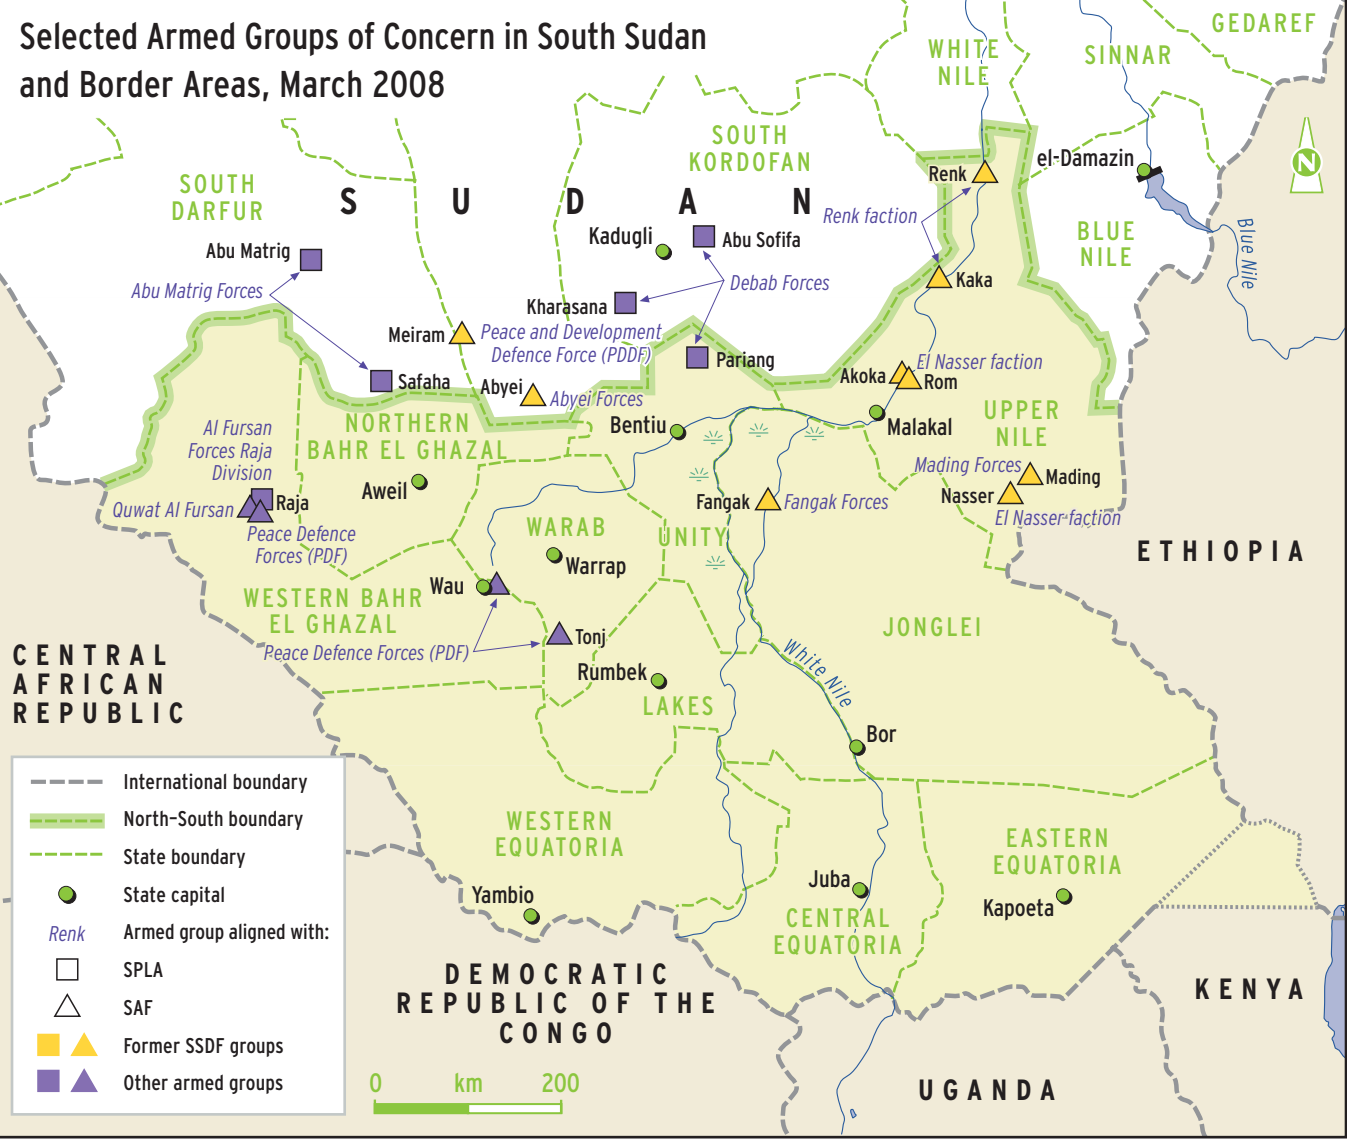 Selected Armed Groups of Concern in South Sudan
and Border Areas, March 2008
GEDAREF
WHITE
NILE
SINNAR
SOUTH
KORDOFAN
SOUTH
DARFUR
SUDAN
N
el-Damazin
Renk
Renk faction
BLUE
NILE
Blue Nile
Kadugli
Abu Sofifa
Abu Matrig
Abu Matrig Forces
Debab Forces
Kaka
Kharasana
Meiram
Peace and Development
Defence Force (PDDF)
Pariang
El Nasser faction
Akoka
Rom
Safaha
Abyei
Abyei Forces
Bentiu
Malakal
UPPER
NILE
NORTHERN
BAHR EL GHAZAL
Al Fursan
Forces Raja
Division
Mading Forces
Mading
Nasser
El Nasser faction
Aweil
Raja
Quwat Al Fursan
Peace Defence
Forces (PDF)
Fangak
Fangak Forces
WARAB
UNITY
Warrap
ETHIOPIA
Wau
WESTERN BAHR
EL GHAZAL
Peace Defence Forces (PDF)
Tonj
JONGLEI
Rumbek
White Nile
LAKES
CENTRAL
AFRICAN
REPUBLIC
Bor
International boundary
North–South boundary
State boundary
State capital
Renk
Armed group aligned with:
SPLA
SAF
Former SSDF groups
Other armed groups
WESTERN
EQUATORIA
EASTERN
EQUATORIA
Yambio
Juba
Kapoeta
CENTRAL
EQUATORIA
DEMOCRATIC
REPUBLIC OF THE
CONGO
KENYA
UGANDA
0 km 200